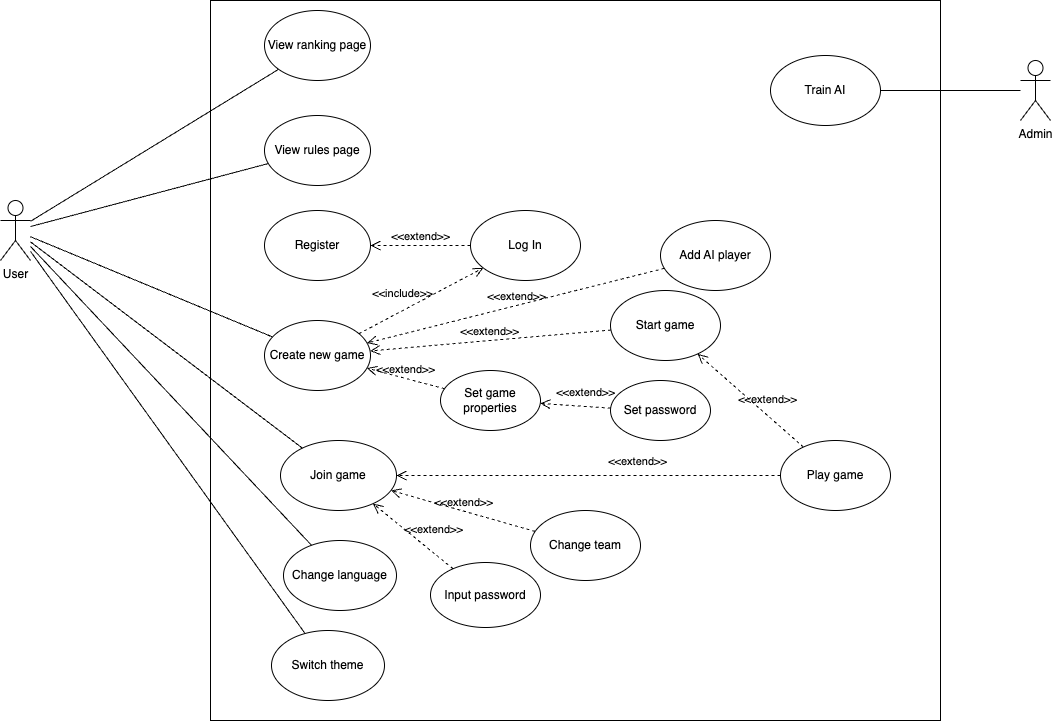 View ranking page
Train AI
Admin
View rules page
User
Register
<<extend>>
Log In
Add AI player
<<include>>
<<extend>>
Start game
<<extend>>
Create new game
<<extend>>
Set game
properties
<<extend>>
Set password
<<extend>>
Join game
<<extend>>
Play game
<<extend>>
<<extend>>
Change team
Change language
Input password
Switch theme